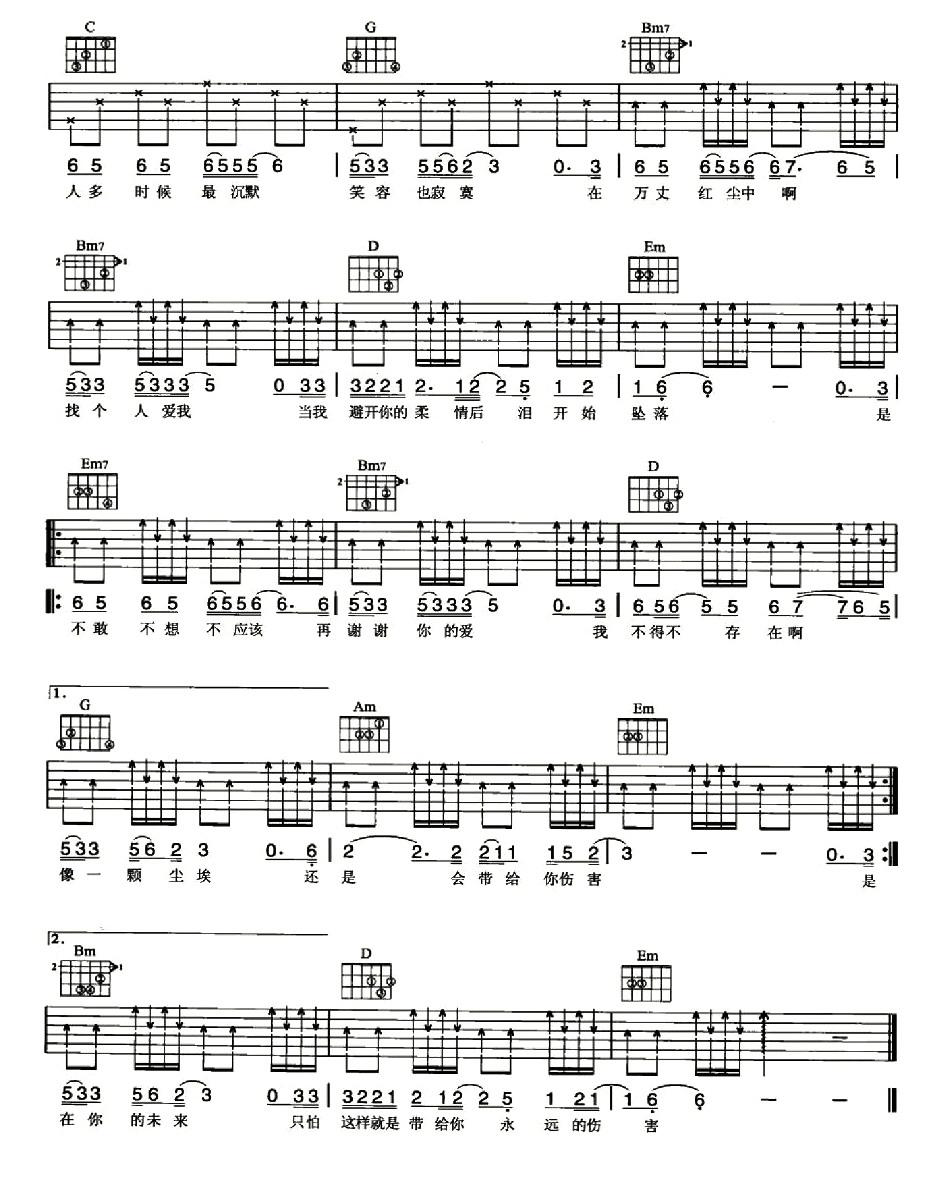 C G Bm7
2 1
6 5 6 5 6555 6 | 533 5562 3 0. 3 | 6 5 6556 67. 6 5 |
人多 时候 最 沉默 笑容 也寂寞 在 万丈 红尘中 啊
Bm7 D Em
2 1
533 5333 5 0 33 | 3221 2. 12 2 5 1 2 | 1 6 6 — 0. 3 |
找个 人爱我 当我 避开你的柔 情后 泪 开始 坠落 是
Em7 Bm7 D
2 1
6 5 6 5 6556 6. 6 | 533 5333 5 0. 3 | 656 5 5 6 7 765 |
不敢 不想 不 应该 再 谢谢 你的爱 我 不得不 存 在啊
1.
G Am Em
533 56 2 3 0. 6 | 2 2. 2 211 152 | 3 — — 0. 3
像一 颗尘埃 还 是 会 带给 你伤害 是
2.
Bm D Em
2 1
533 56 2 3 0 33 | 3221 2 12 2 5 1 21 | 1 6 6 — —
在你 的未来 只怕 这样就是 带 给你 永 远 的伤 害